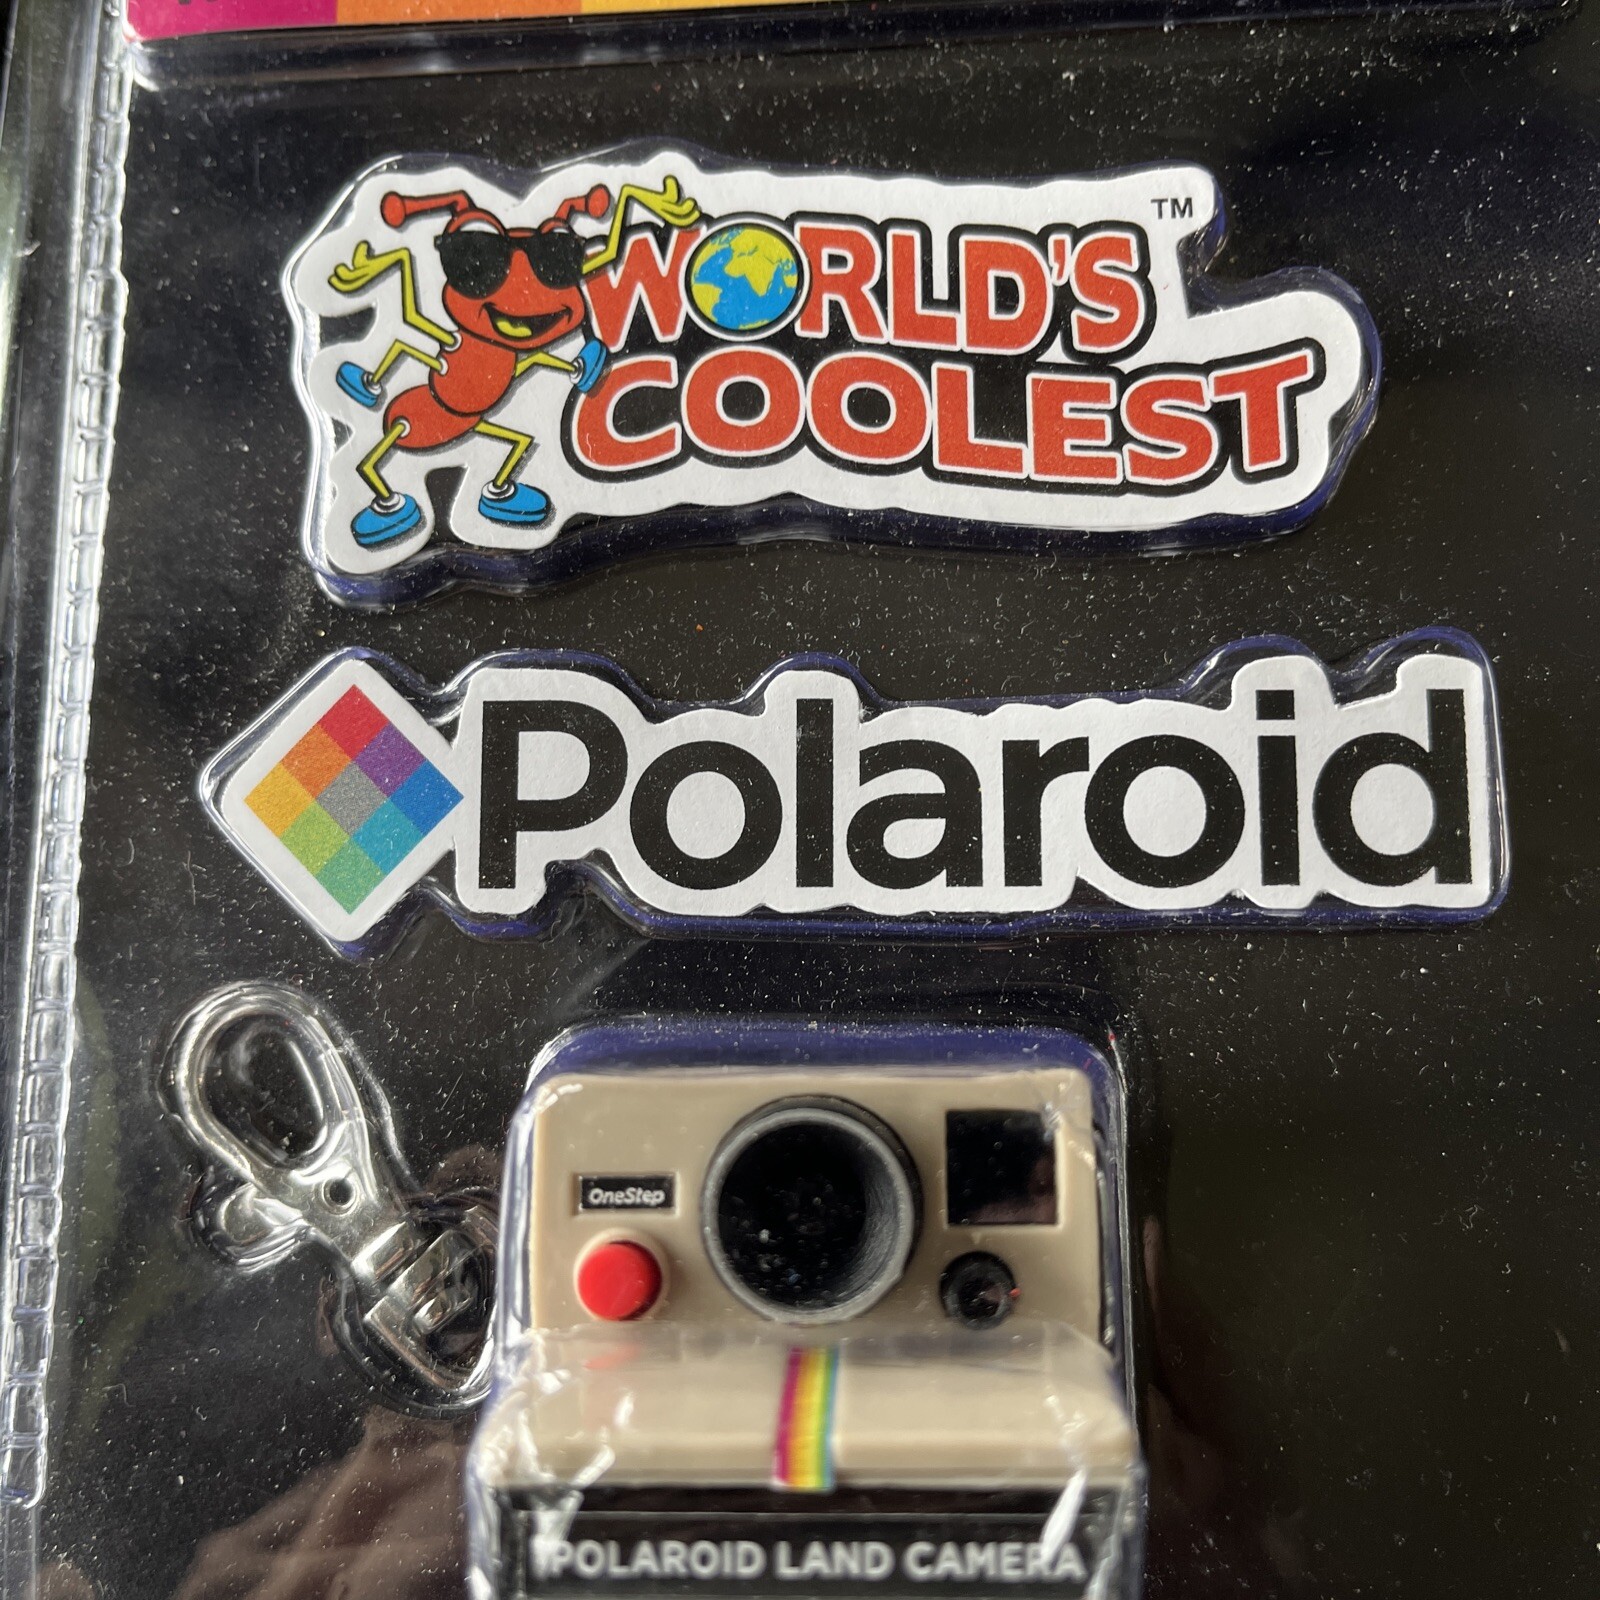 WORLD'S
TM
COOLEST
Polaroid
OneStep
POLAROID LAND CAMERA